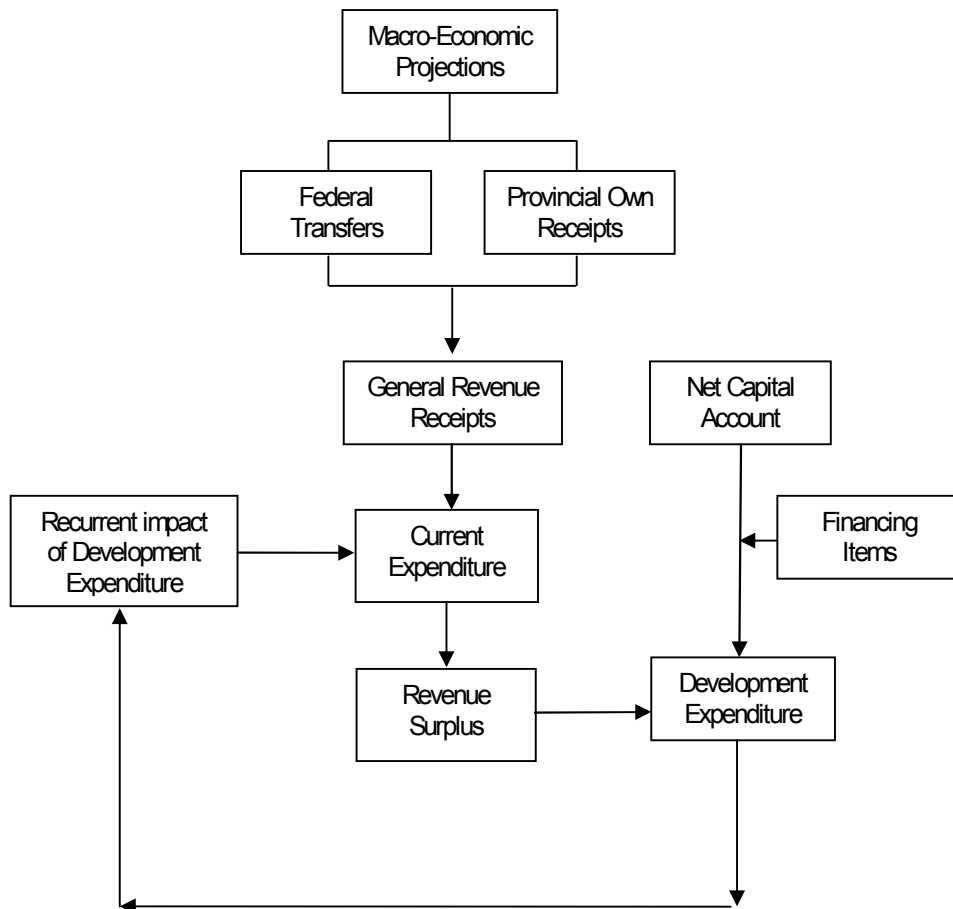 Macro-Economic
Projections
Federal
Transfers
Provincial Own
Receipts
General Revenue
Receipts
Net Capital
Account
Recurrent impact
of Development
Expenditure
Current
Expenditure
Financing
Items
Revenue
Surplus
Development
Expenditure